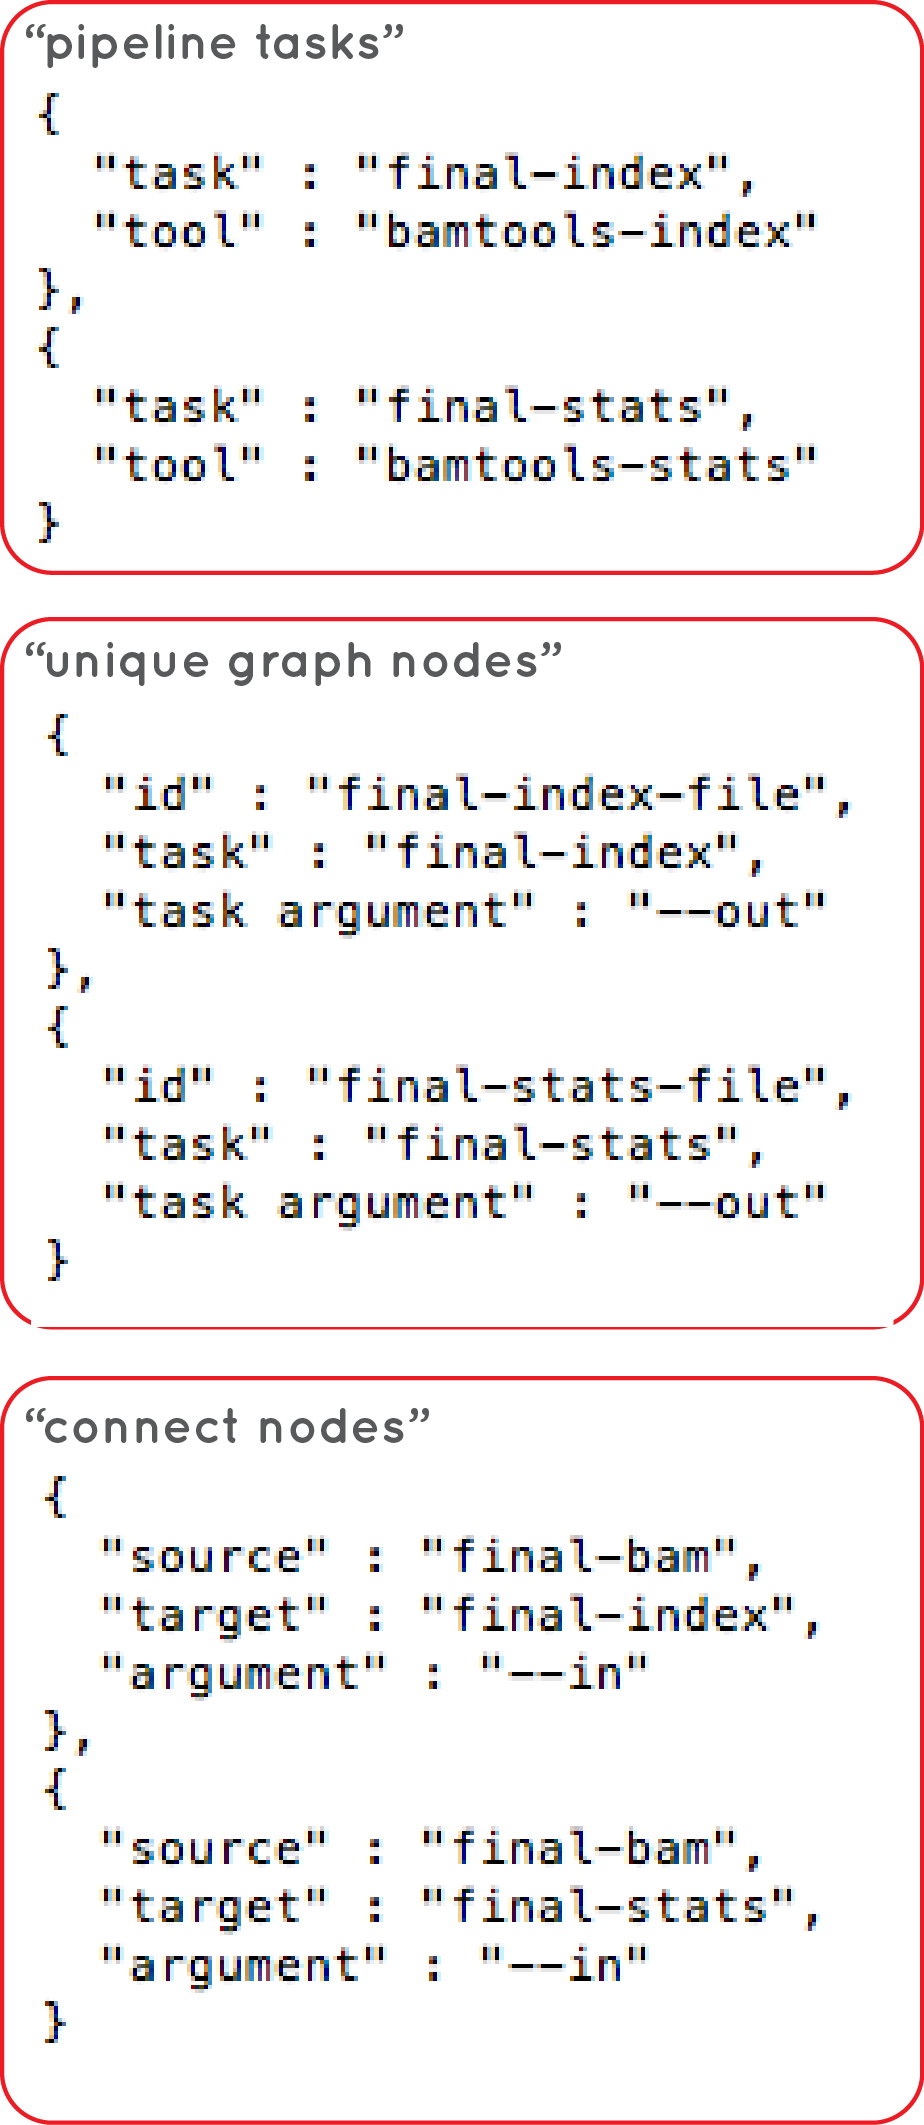 “pipeline tasks”
{
  "task" : "final-index",
  "tool" : "bamtools-index"
},
{
  "task" : "final-stats",
  "tool" : "bamtools-stats"
}
“unique graph nodes”
{
  "id" : "final-index-file",
  "task" : "final-index",
  "task argument" : "--out"
},
{
  "id" : "final-stats-file",
  "task" : "final-stats",
  "task argument" : "--out"
}
“connect nodes”
{
  "source" : "final-bam",
  "target" : "final-index",
  "argument" : "--in"
},
{
  "source" : "final-bam",
  "target" : "final-stats",
  "argument" : "--in"
}